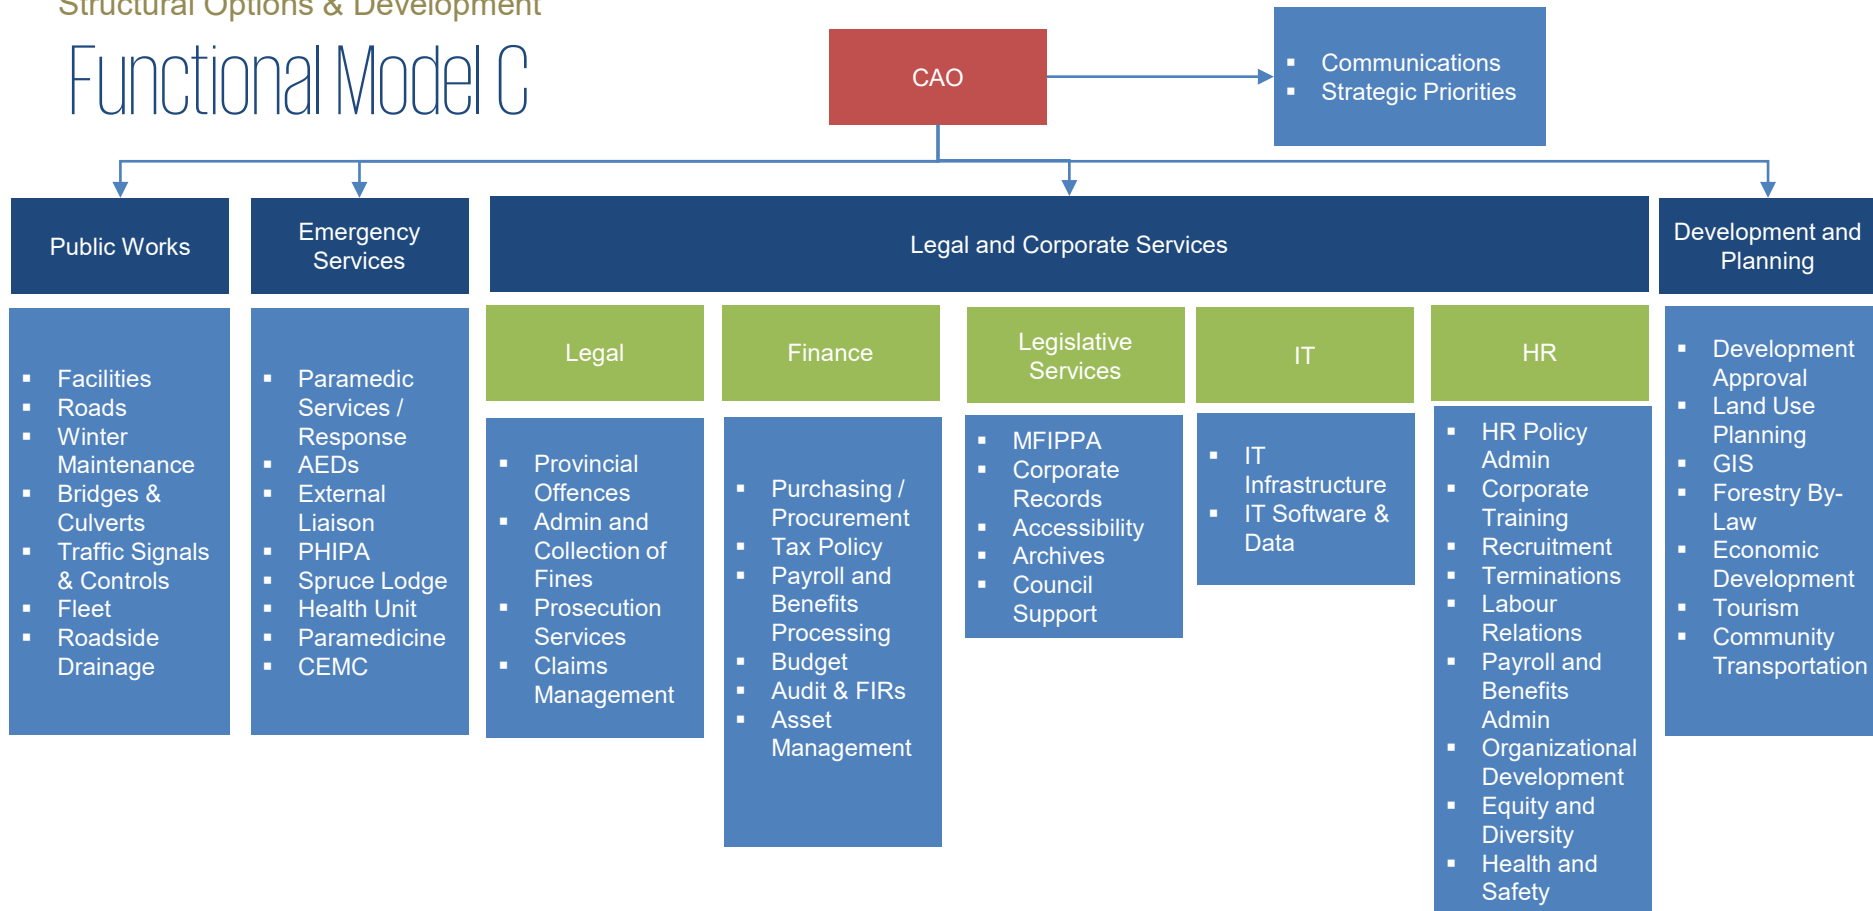 Structural Options & Development
Functional Model C
CAO
▪ Communications
▪ Strategic Priorities
Public Works
Emergency
Services
Legal and Corporate Services
Development and
Planning
▪ Facilities
▪ Roads
▪ Winter
Maintenance
▪ Bridges &
Culverts
▪ Traffic Signals
& Controls
▪ Fleet
▪ Roadside
Drainage
▪ Paramedic
Services /
Response
▪ AEDs
▪ External
Liaison
▪ PHIPA
▪ Spruce Lodge
▪ Health Unit
▪ Paramedicine
▪ CEMC
Legal
▪ Provincial
Offences
▪ Admin and
Collection of
Fines
▪ Prosecution
Services
▪ Claims
Management
Finance
▪ Purchasing /
Procurement
▪ Tax Policy
▪ Payroll and
Benefits
Processing
▪ Budget
▪ Audit & FIRs
▪ Asset
Management
Legislative
Services
▪ MFIPPA
▪ Corporate
Records
▪ Accessibility
▪ Archives
▪ Council
Support
IT
▪ IT
Infrastructure
▪ IT Software &
Data
HR
▪ HR Policy
Admin
▪ Corporate
Training
▪ Recruitment
▪ Terminations
▪ Labour
Relations
▪ Payroll and
Benefits
Admin
▪ Organizational
Development
▪ Equity and
Diversity
▪ Health and
Safety
▪ Development
Approval
▪ Land Use
Planning
▪ GIS
▪ Forestry By-
Law
▪ Economic
Development
▪ Tourism
▪ Community
Transportation